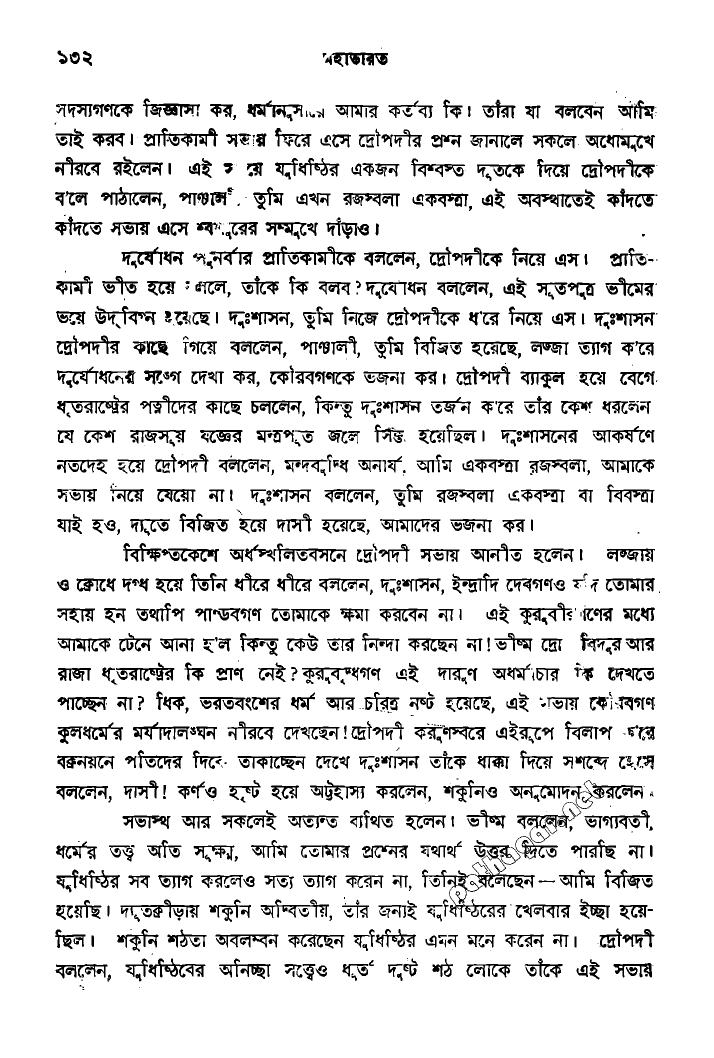 ১৩২ মহাভারত
সদস্যগণকে জিজ্ঞাসা কর, ধর্মানুসারে আমার কর্তব্য কি। তাঁরা যা বলবেন আমি
তাই করব। প্রাতিকামী সভায় ফিরে এসে দ্রৌপদীর প্রশ্ন জানালে সকলে অধোমুখে
নীরবে রইলেন। এই সময়ে যুধিষ্ঠির একজন বিশ্বস্ত দূতকে দিয়ে দ্রৌপদীকে
ব'লে পাঠালেন, পাঞ্চালী, তুমি এখন রজস্বলা একবস্ত্রা, এই অবস্থাতেই কাঁদতে
কাঁদতে সভায় এসে শ্বশুরের সম্মুখে দাঁড়াও।
দুর্যোধন পুনর্বার প্রাতিকামীকে বললেন, দ্রৌপদীকে নিয়ে এস। প্রাতি-
কামী ভীত হয়ে বললে, তাঁকে কি বলব? দুর্যোধন বললেন, এই সূতপুত্র ভীমের
ভয়ে উদ্‌বিগ্ন হয়েছে। দুঃশাসন, তুমি নিজে দ্রৌপদীকে ধ'রে নিয়ে এস। দুঃশাসন
দ্রৌপদীর কাছে গিয়ে বললেন, পাঞ্চালী, তুমি বিজিত হয়েছে, লজ্জা ত্যাগ ক'রে
দুর্যোধনের সঙ্গে দেখা কর, কৌরবগণকে ভজনা কর। দ্রৌপদী ব্যাকুল হয়ে বেগে
ধৃতরাষ্ট্রের পত্নীদের কাছে চললেন, কিন্তু দুঃশাসন তর্জন ক'রে তাঁর কেশ ধরলেন
যে কেশ রাজসূয় যজ্ঞের মন্ত্রপূত জলে সিক্ত হয়েছিল। দুঃশাসনের আকর্ষণে
নতদেহ হয়ে দ্রৌপদী বললেন, মন্দবুদ্ধি অনার্য, আমি একবস্ত্রা রজস্বলা, আমাকে
সভায় নিয়ে যেয়ো না। দুঃশাসন বললেন, তুমি রজস্বলা একবস্ত্রা বা বিবস্ত্রা
যাই হও, দ্যূতে বিজিত হয়ে দাসী হয়েছে, আমাদের ভজনা কর।
বিক্ষিপ্তকেশে অর্ধস্খলিতবসনে দ্রৌপদী সভায় আনীত হলেন। লজ্জায়
ও ক্রোধে দগ্ধ হয়ে তিনি ধীরে ধীরে বললেন, দুঃশাসন, ইন্দ্রাদি দেবগণও যদি তোমার
সহায় হন তথাপি পাণ্ডবগণ তোমাকে ক্ষমা করবেন না। এই কুরুবীরগণের মধ্যে
আমাকে টেনে আনা হ'ল কিন্তু কেউ তার নিন্দা করছেন না! ভীষ্ম দ্রোণ বিদুর আর
রাজা ধৃতরাষ্ট্রের কি প্রাণ নেই? কুরুবৃদ্ধগণ এই দারুণ অধর্মাচার কি দেখতে
পাচ্ছেন না? ধিক, ভরতবংশের ধর্ম আর চরিত্র নষ্ট হয়েছে, এই সভায় কৌরবগণ
কুলধর্মের মর্যাদালঙ্ঘন নীরবে দেখছেন! দ্রৌপদী করুণস্বরে এইরূপে বিলাপ ক'রে
বক্রনয়নে পতিদের দিকে তাকাচ্ছেন দেখে দুঃশাসন তাঁকে ধাক্কা দিয়ে সশব্দে হেসে
বললেন, দাসী! কর্ণও হৃষ্ট হয়ে অট্টহাস্য করলেন, শকুনিও অনুমোদন করলেন।
সভাস্থ আর সকলেই অত্যন্ত ব্যথিত হলেন। ভীষ্ম বললেন, ভাগ্যবতী,
ধর্মের তত্ত্ব অতি সূক্ষ্ম, আমি তোমার প্রশ্নের যথার্থ উত্তর দিতে পারছি না।
যুধিষ্ঠির সব ত্যাগ করলেও সত্য ত্যাগ করেন না, তিনিই বলেছেন — আমি বিজিত
হয়েছি। দ্যূতক্রীড়ায় শকুনি অদ্বিতীয়, তাঁর জন্যই যুধিষ্ঠিরের খেলবার ইচ্ছা হয়ে-
ছিল। শকুনি শঠতা অবলম্বন করেছেন যুধিষ্ঠির এমন মনে করেন না। দ্রৌপদী
বললেন, যুধিষ্ঠিরের অনিচ্ছা সত্ত্বেও ধূর্ত দুষ্ট শঠ লোকে তাঁকে এই সভায়